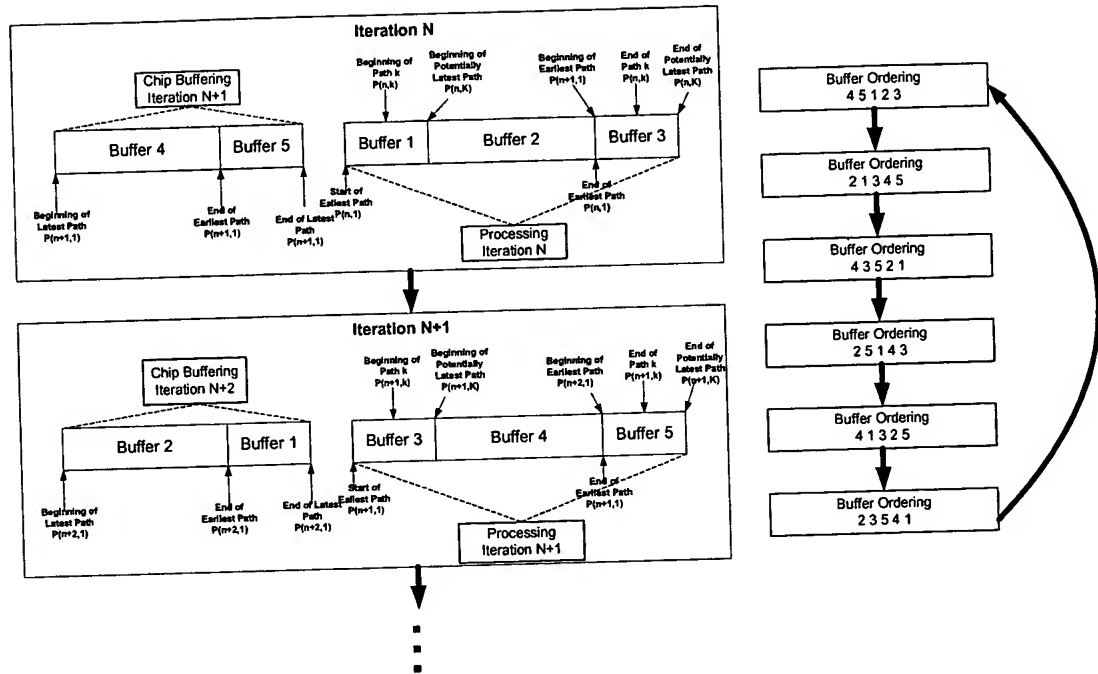 Iteration N
Chip Buffering
Iteration N+1
Beginning of
Path k
P(n,k)
Beginning of
Potentially
Latest Path
P(n,K)
Beginning of
Earliest Path
P(n+1,1)
End of
Path k
P(n,k)
End of
Potentially
Latest Path
P(n,K)
Buffer 4
Buffer 5
Buffer 1
Buffer 2
Buffer 3
Beginning of
Latest Path
P(n+1,1)
End of
Earliest Path
P(n+1,1)
End of Latest
Path
P(n+1,1)
Start of
Eatliest Path
P(n,1)
End of
Earliest Path
P(n,1)
Processing
Iteration N
Iteration N+1
Chip Buffering
Iteration N+2
Beginning of
Path k
P(n+1,k)
Beginning of
Potentially
Latest Path
P(n+1,K)
Beginning of
Earliest Path
P(n+2,1)
End of
Path k
P(n+1,k)
End of
Potentially
Latest Path
P(n+1,K)
Buffer 2
Buffer 1
Buffer 3
Buffer 4
Buffer 5
Beginning of
Latest Path
P(n+2,1)
End of
Earliest Path
P(n+2,1)
End of Latest
Path
P(n+2,1)
Start of
Eatliest Path
P(n+1,1)
End of
Earliest Path
P(n+1,1)
Processing
Iteration N+1
Buffer Ordering
4 5 1 2 3
Buffer Ordering
2 1 3 4 5
Buffer Ordering
4 3 5 2 1
Buffer Ordering
2 5 1 4 3
Buffer Ordering
4 1 3 2 5
Buffer Ordering
2 3 5 4 1